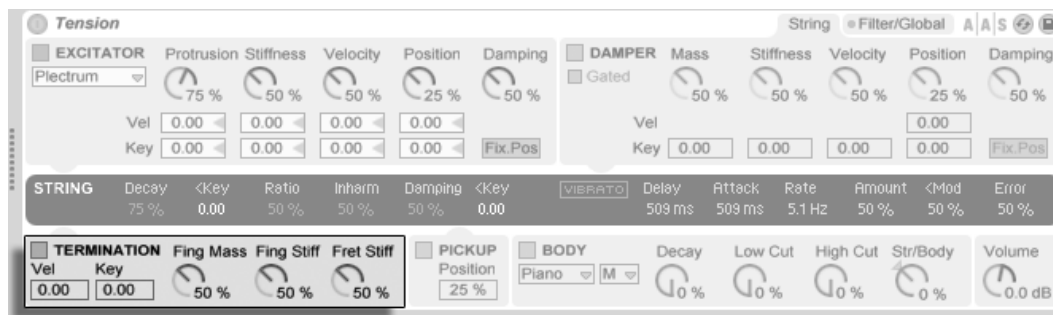 Tension String Filter/Global A A S
EXCITATOR Protrusion Stiffness Velocity Position Damping
Plectrum 75 % 50 % 50 % 25 % 50 %
Vel 0.00 0.00 0.00 0.00
Key 0.00 0.00 0.00 0.00 Fix.Pos
DAMPER Mass Stiffness Velocity Position Damping
Gated 50 % 50 % 50 % 25 % 50 %
Vel 0.00
Key 0.00 0.00 0.00 0.00 Fix.Pos
STRING Decay <Key Ratio Inharm Damping <Key VIBRATO Delay Attack Rate Amount <Mod Error
75 % 0.00 50 % 50 % 50 % 0.00 509 ms 509 ms 5.1 Hz 50 % 50 % 50 %
TERMINATION Fing Mass Fing Stiff Fret Stiff
Vel Key
0.00 0.00 50 % 50 % 50 %
PICKUP
Position
25 %
BODY Decay Low Cut High Cut Str/Body
Piano M 0 % 0 % 0 % 0 %
Volume
0.0 dB